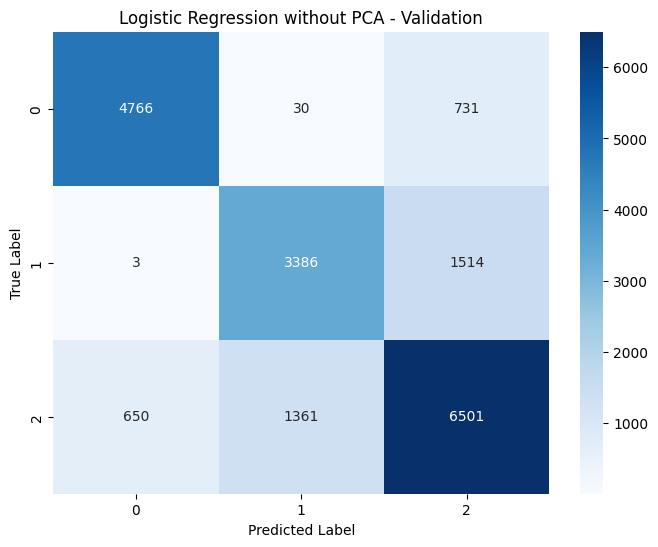 Logistic Regression without PCA - Validation
0 4766 30 731
1 3 3386 1514
2 650 1361 6501
0 1 2
Predicted Label
True Label
6000
5000
4000
3000
2000
1000